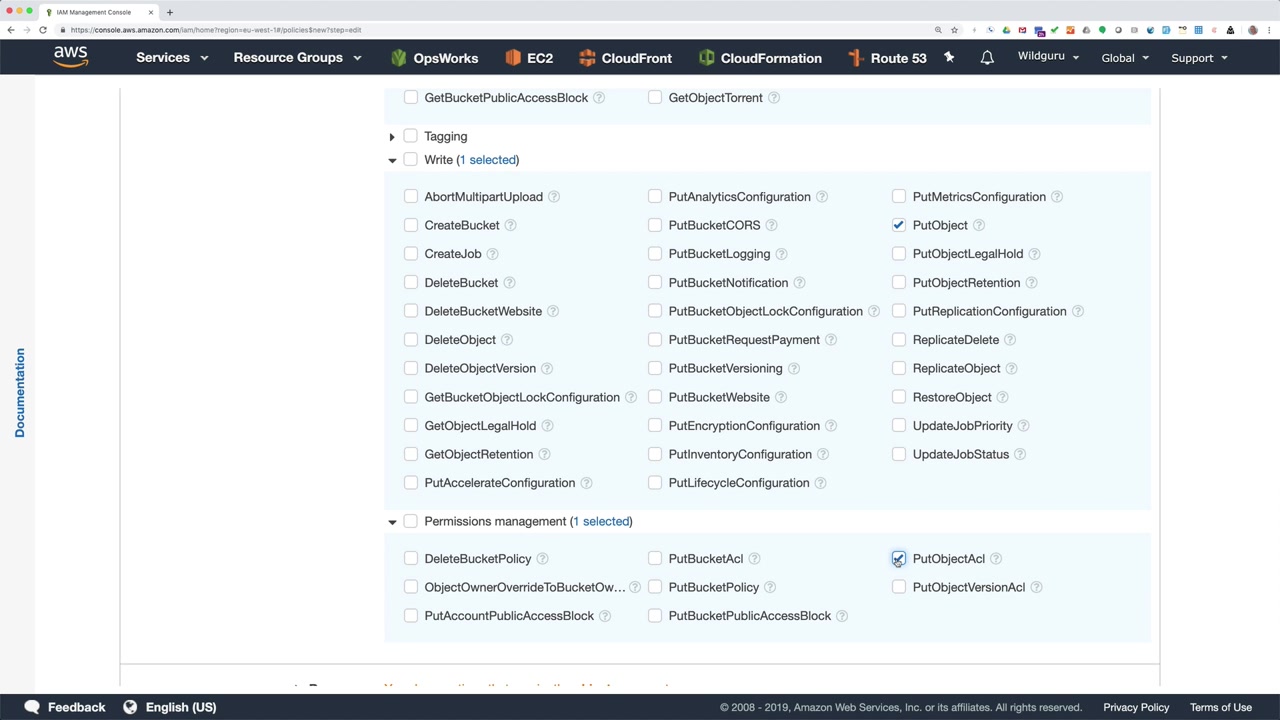 IAM Management Console
https://console.aws.amazon.com/iam/home?region=eu-west-1#/policies$new?step=edit
aws Services Resource Groups OpsWorks EC2 CloudFront CloudFormation Route 53 Wildguru Global Support
GetBucketPublicAccessBlock GetObjectTorrent
Tagging
Write (1 selected)
AbortMultipartUpload PutAnalyticsConfiguration PutMetricsConfiguration
CreateBucket PutBucketCORS PutObject
CreateJob PutBucketLogging PutObjectLegalHold
DeleteBucket PutBucketNotification PutObjectRetention
DeleteBucketWebsite PutBucketObjectLockConfiguration PutReplicationConfiguration
DeleteObject PutBucketRequestPayment ReplicateDelete
DeleteObjectVersion PutBucketVersioning ReplicateObject
GetBucketObjectLockConfiguration PutBucketWebsite RestoreObject
GetObjectLegalHold PutEncryptionConfiguration UpdateJobPriority
GetObjectRetention PutInventoryConfiguration UpdateJobStatus
PutAccelerateConfiguration PutLifecycleConfiguration
Permissions management (1 selected)
DeleteBucketPolicy PutBucketAcl PutObjectAcl
ObjectOwnerOverrideToBucketOw... PutBucketPolicy PutObjectVersionAcl
PutAccountPublicAccessBlock PutBucketPublicAccessBlock
Documentation
Feedback English (US) © 2008 - 2019, Amazon Web Services, Inc. or its affiliates. All rights reserved. Privacy Policy Terms of Use